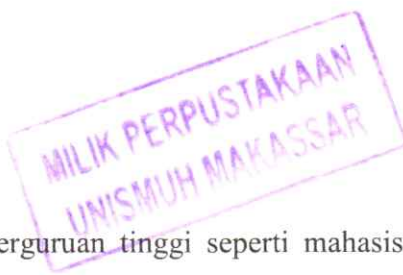 MILIK PERPUSTAKAAN
UNISMUH MAKASSAR
erguruan tinggi seperti mahasis